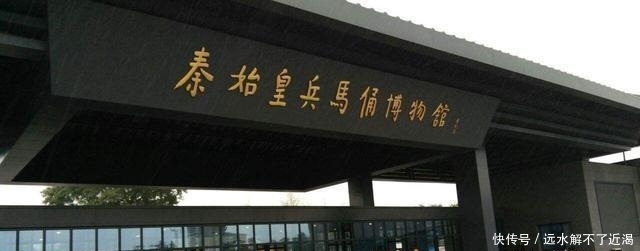 秦始皇兵馬俑博物館
快传号 / 远水解不了近渴